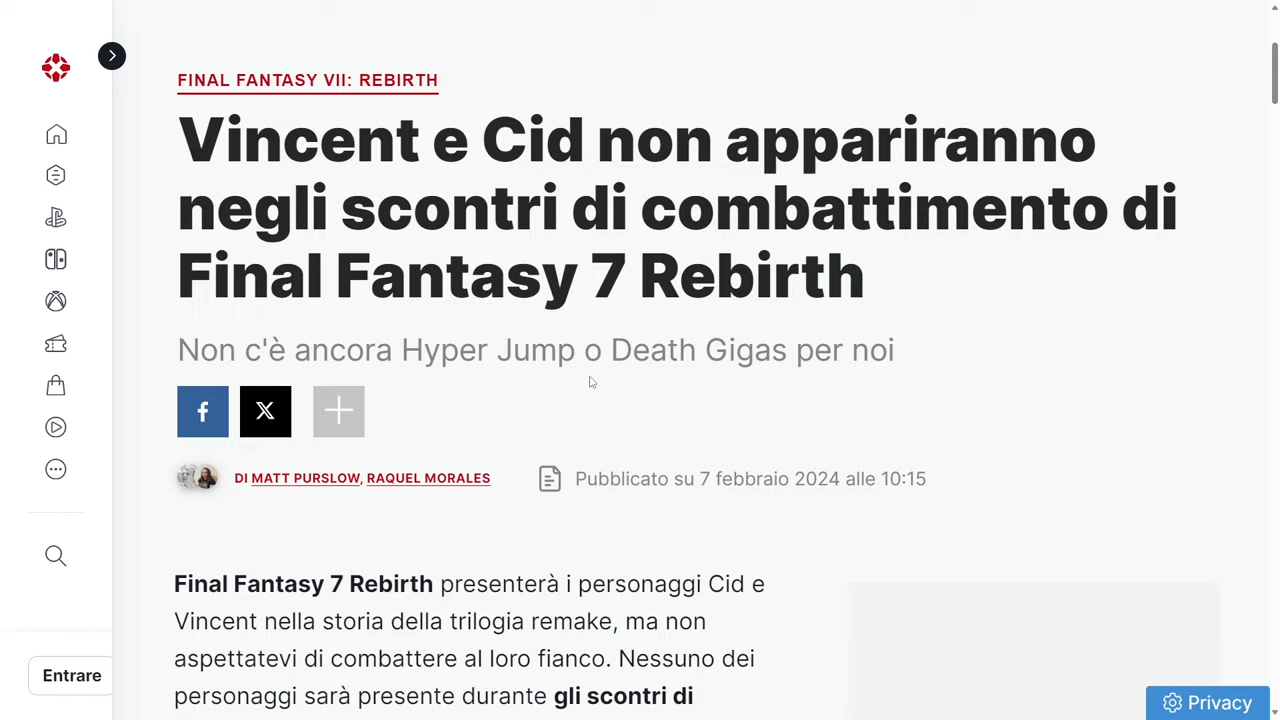 FINAL FANTASY VII: REBIRTH
Vincent e Cid non appariranno
negli scontri di combattimento di
Final Fantasy 7 Rebirth
Non c'è ancora Hyper Jump o Death Gigas per noi
DI MATT PURSLOW, RAQUEL MORALES
Pubblicato su 7 febbraio 2024 alle 10:15
Final Fantasy 7 Rebirth presenterà i personaggi Cid e
Vincent nella storia della trilogia remake, ma non
aspettatevi di combattere al loro fianco. Nessuno dei
personaggi sarà presente durante gli scontri di
Entrare
Privacy